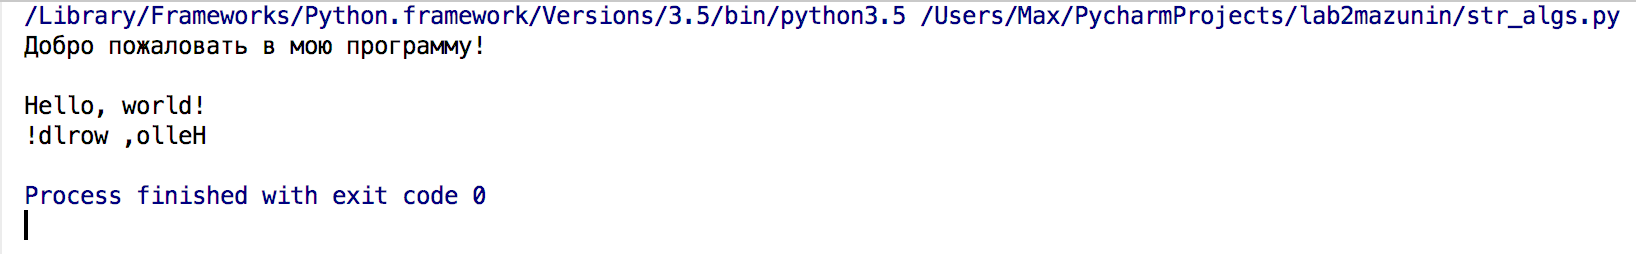 /Library/Frameworks/Python.framework/Versions/3.5/bin/python3.5 /Users/Max/PycharmProjects/lab2mazunin/str_algs.py
Добро пожаловать в мою программу!
Hello, world!
!dlrow ,olleH
Process finished with exit code 0